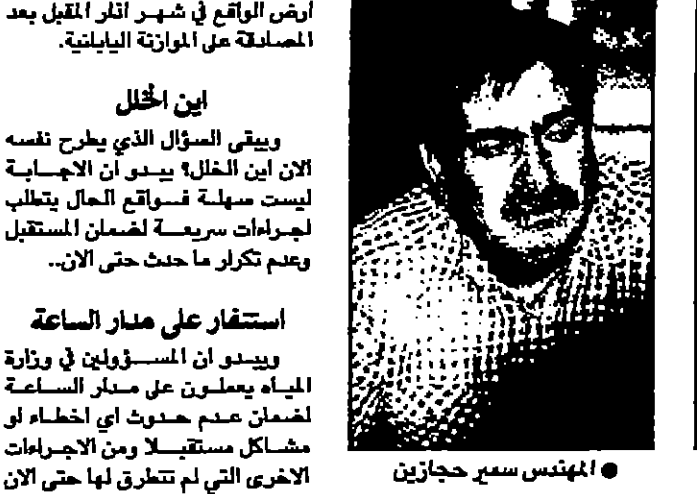 أرض الواقع في شهر اذار المقبل بعد
المصادقة على الموازنة اليابانية.
اين الخلل
ويبقى السؤال الذي يطرح نفسه
الان اين الخلل؟ يبدو ان الاجابة
ليست سهلة فواقع الحال يتطلب
اجراءات سريعة لضمان المستقبل
وعدم تكرار ما حدث حتى الان..
استنفار على مدار الساعة
ويبدو ان المسؤولين في وزارة
المياه يعملون على مدار الساعة
لضمان عدم حدوث اي اخطاء او
مشاكل مستقبلا ومن الاجراءات
الاخرى التي لم نتطرق لها حتى الان
● المهندس سمير حجازين